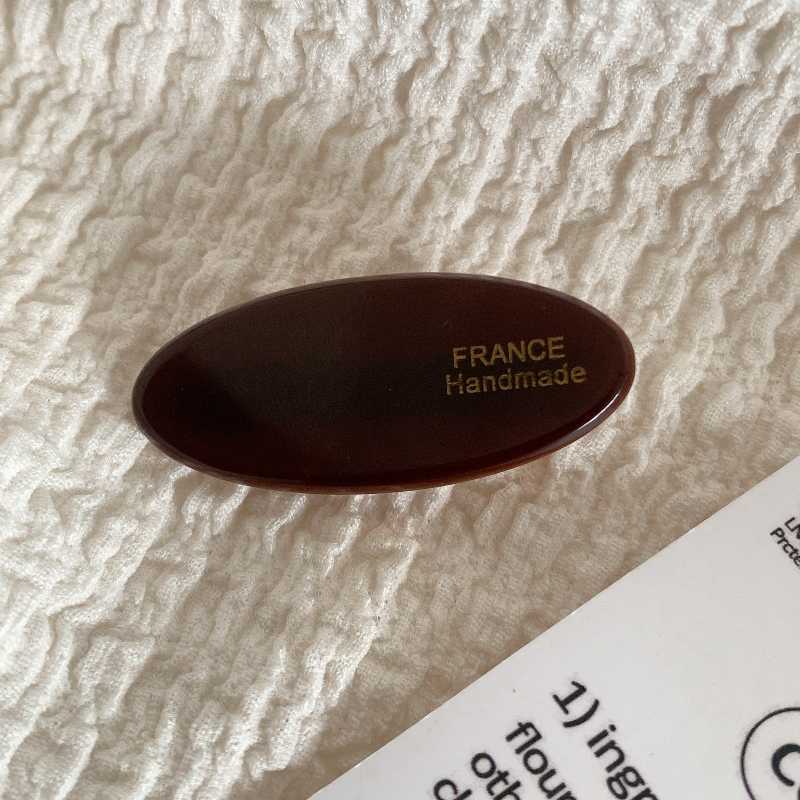 FRANCE
Handmade
1) ingr
flour
oth